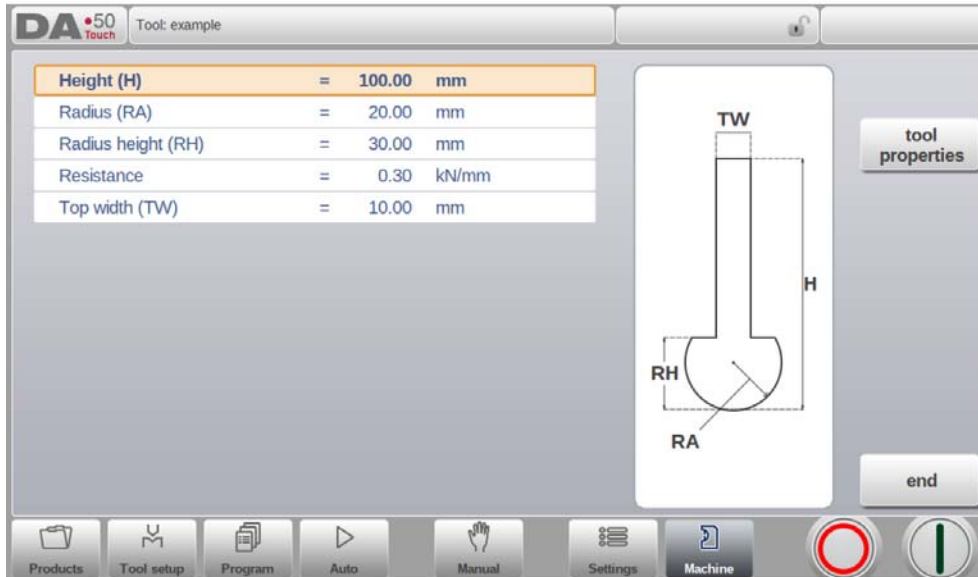 DA 50 Touch Tool: example
Height (H) = 100.00 mm
Radius (RA) = 20.00 mm
Radius height (RH) = 30.00 mm
Resistance = 0.30 kN/mm
Top width (TW) = 10.00 mm
TW
H
RH
RA
tool
properties
end
Products Tool setup Program Auto Manual Settings Machine